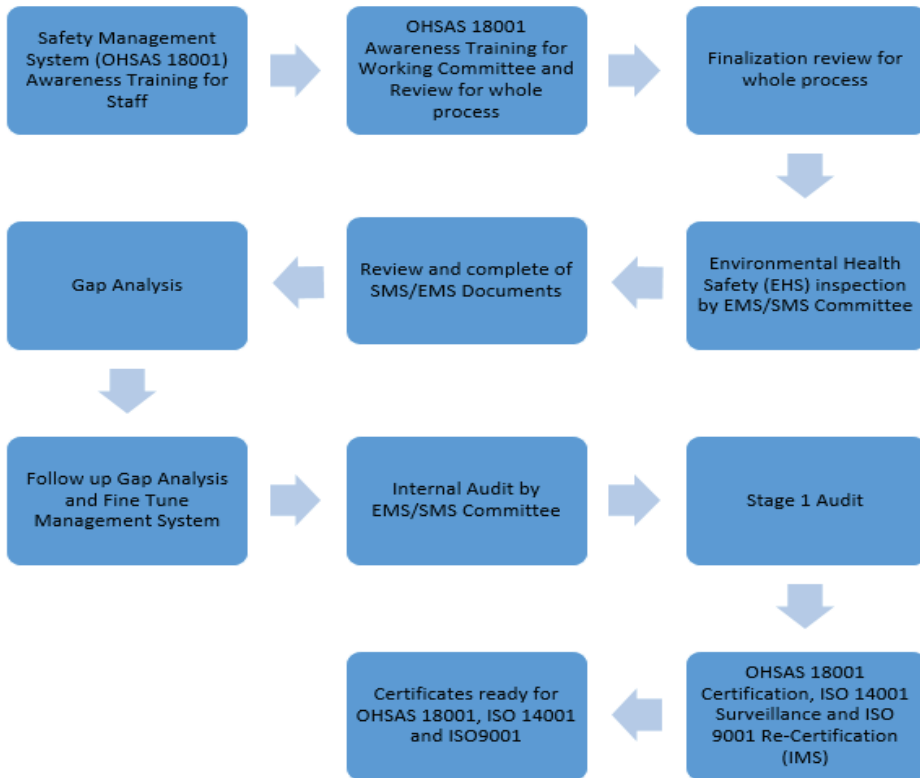 Safety Management
System (OHSAS 18001)
Awareness Training for
Staff
OHSAS 18001
Awareness Training for
Working Committee and
Review for whole
process
Finalization review for
whole process
Environmental Health
Safety (EHS) inspection
by EMS/SMS Committee
Review and complete of
SMS/EMS Documents
Gap Analysis
Follow up Gap Analysis
and Fine Tune
Management System
Internal Audit by
EMS/SMS Committee
Stage 1 Audit
OHSAS 18001
Certification, ISO 14001
Surveillance and ISO
9001 Re-Certification
(IMS)
Certificates ready for
OHSAS 18001, ISO 14001
and ISO9001